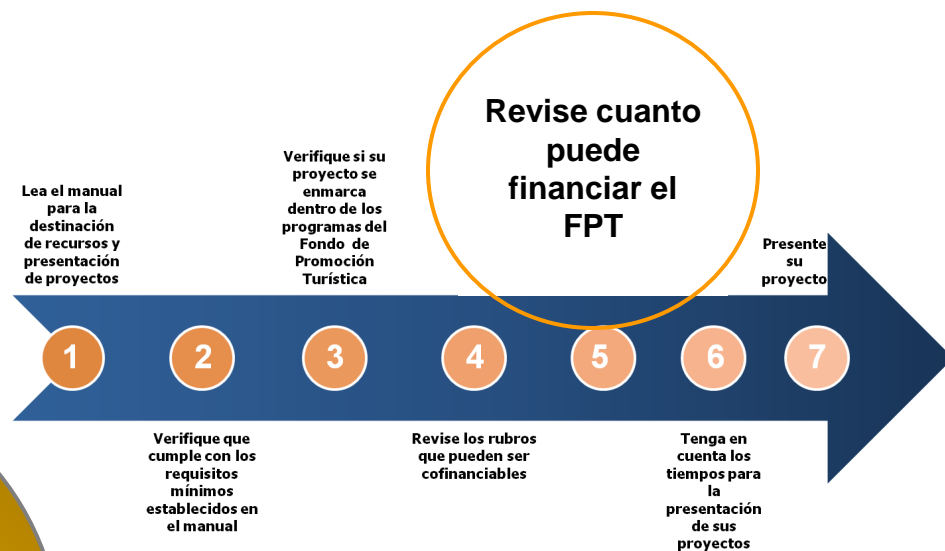 Revise cuanto
puede
financiar el
FPT
Verifique si su
proyecto se
enmarca
dentro de los
programas del
Fondo de
Promoción
Turística
Lea el manual
para la
destinación
de recursos y
presentación
de proyectos
Presente
su
proyecto
1
2
3
4
5
6
7
Verifique que
cumple con los
requisitos
mínimos
establecidos en
el manual
Revise los rubros
que pueden ser
cofinanciables
Tenga en
cuenta los
tiempos para
la
presentación
de sus
proyectos